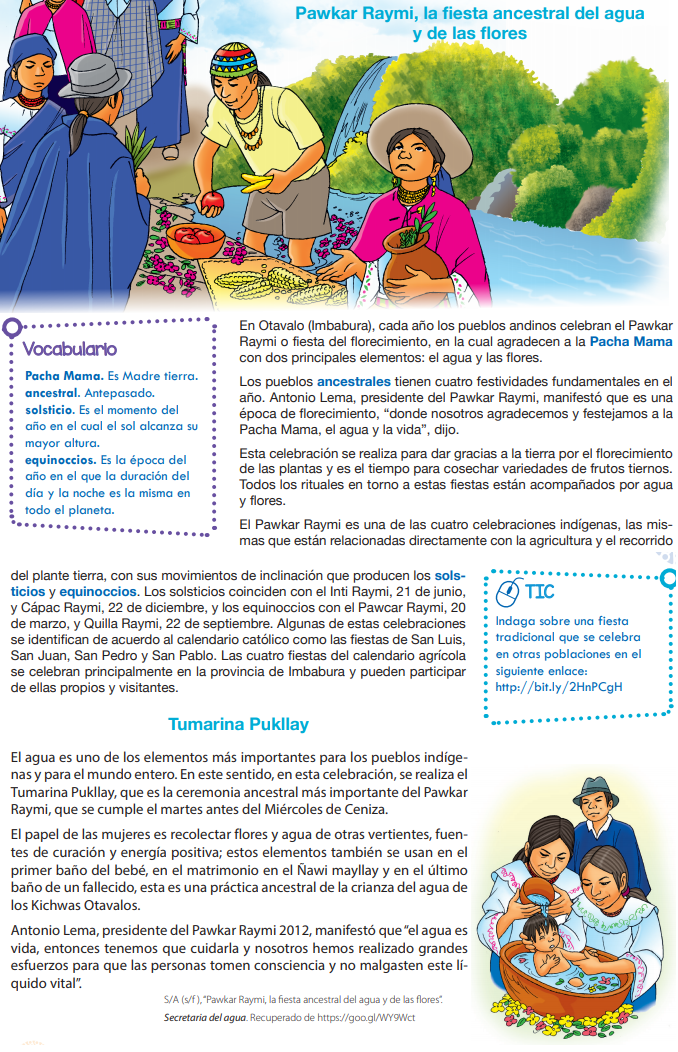 Pawkar Raymi, la fiesta ancestral del agua
y de las flores
Vocabulario
Pacha Mama. Es Madre tierra.
ancestral. Antepasado.
solsticio. Es el momento del
año en el cual el sol alcanza su
mayor altura.
equinoccios. Es la época del
año en el que la duración del
día y la noche es la misma en
todo el planeta.
En Otavalo (Imbabura), cada año los pueblos andinos celebran el Pawkar
Raymi o fiesta del florecimiento, en la cual agradecen a la Pacha Mama
con dos principales elementos: el agua y las flores.
Los pueblos ancestrales tienen cuatro festividades fundamentales en el
año. Antonio Lema, presidente del Pawkar Raymi, manifestó que es una
época de florecimiento, “donde nosotros agradecemos y festejamos a la
Pacha Mama, el agua y la vida”, dijo.
Esta celebración se realiza para dar gracias a la tierra por el florecimiento
de las plantas y es el tiempo para cosechar variedades de frutos tiernos.
Todos los rituales en torno a estas fiestas están acompañados por agua
y flores.
El Pawkar Raymi es una de las cuatro celebraciones indígenas, las mis-
mas que están relacionadas directamente con la agricultura y el recorrido
del plante tierra, con sus movimientos de inclinación que producen los sols-
ticios y equinoccios. Los solsticios coinciden con el Inti Raymi, 21 de junio,
y Cápac Raymi, 22 de diciembre, y los equinoccios con el Pawcar Raymi, 20
de marzo, y Quilla Raymi, 22 de septiembre. Algunas de estas celebraciones
se identifican de acuerdo al calendario católico como las fiestas de San Luis,
San Juan, San Pedro y San Pablo. Las cuatro fiestas del calendario agrícola
se celebran principalmente en la provincia de Imbabura y pueden participar
de ellas propios y visitantes.
TIC
Indaga sobre una fiesta
tradicional que se celebra
en otras poblaciones en el
siguiente enlace:
http://bit.ly/2HnPCgH
Tumarina Pukllay
El agua es uno de los elementos más importantes para los pueblos indíge-
nas y para el mundo entero. En este sentido, en esta celebración, se realiza el
Tumarina Pukllay, que es la ceremonia ancestral más importante del Pawkar
Raymi, que se cumple el martes antes del Miércoles de Ceniza.
El papel de las mujeres es recolectar flores y agua de otras vertientes, fuen-
tes de curación y energía positiva; estos elementos también se usan en el
primer baño del bebé, en el matrimonio en el Ñawi mayllay y en el último
baño de un fallecido, esta es una práctica ancestral de la crianza del agua de
los Kichwas Otavalos.
Antonio Lema, presidente del Pawkar Raymi 2012, manifestó que “el agua es
vida, entonces tenemos que cuidarla y nosotros hemos realizado grandes
esfuerzos para que las personas tomen consciencia y no malgasten este lí-
quido vital”.
S/A (s/f), “Pawkar Raymi, la fiesta ancestral del agua y de las flores”.
Secretaria del agua. Recuperado de https://goo.gl/WY9Wct